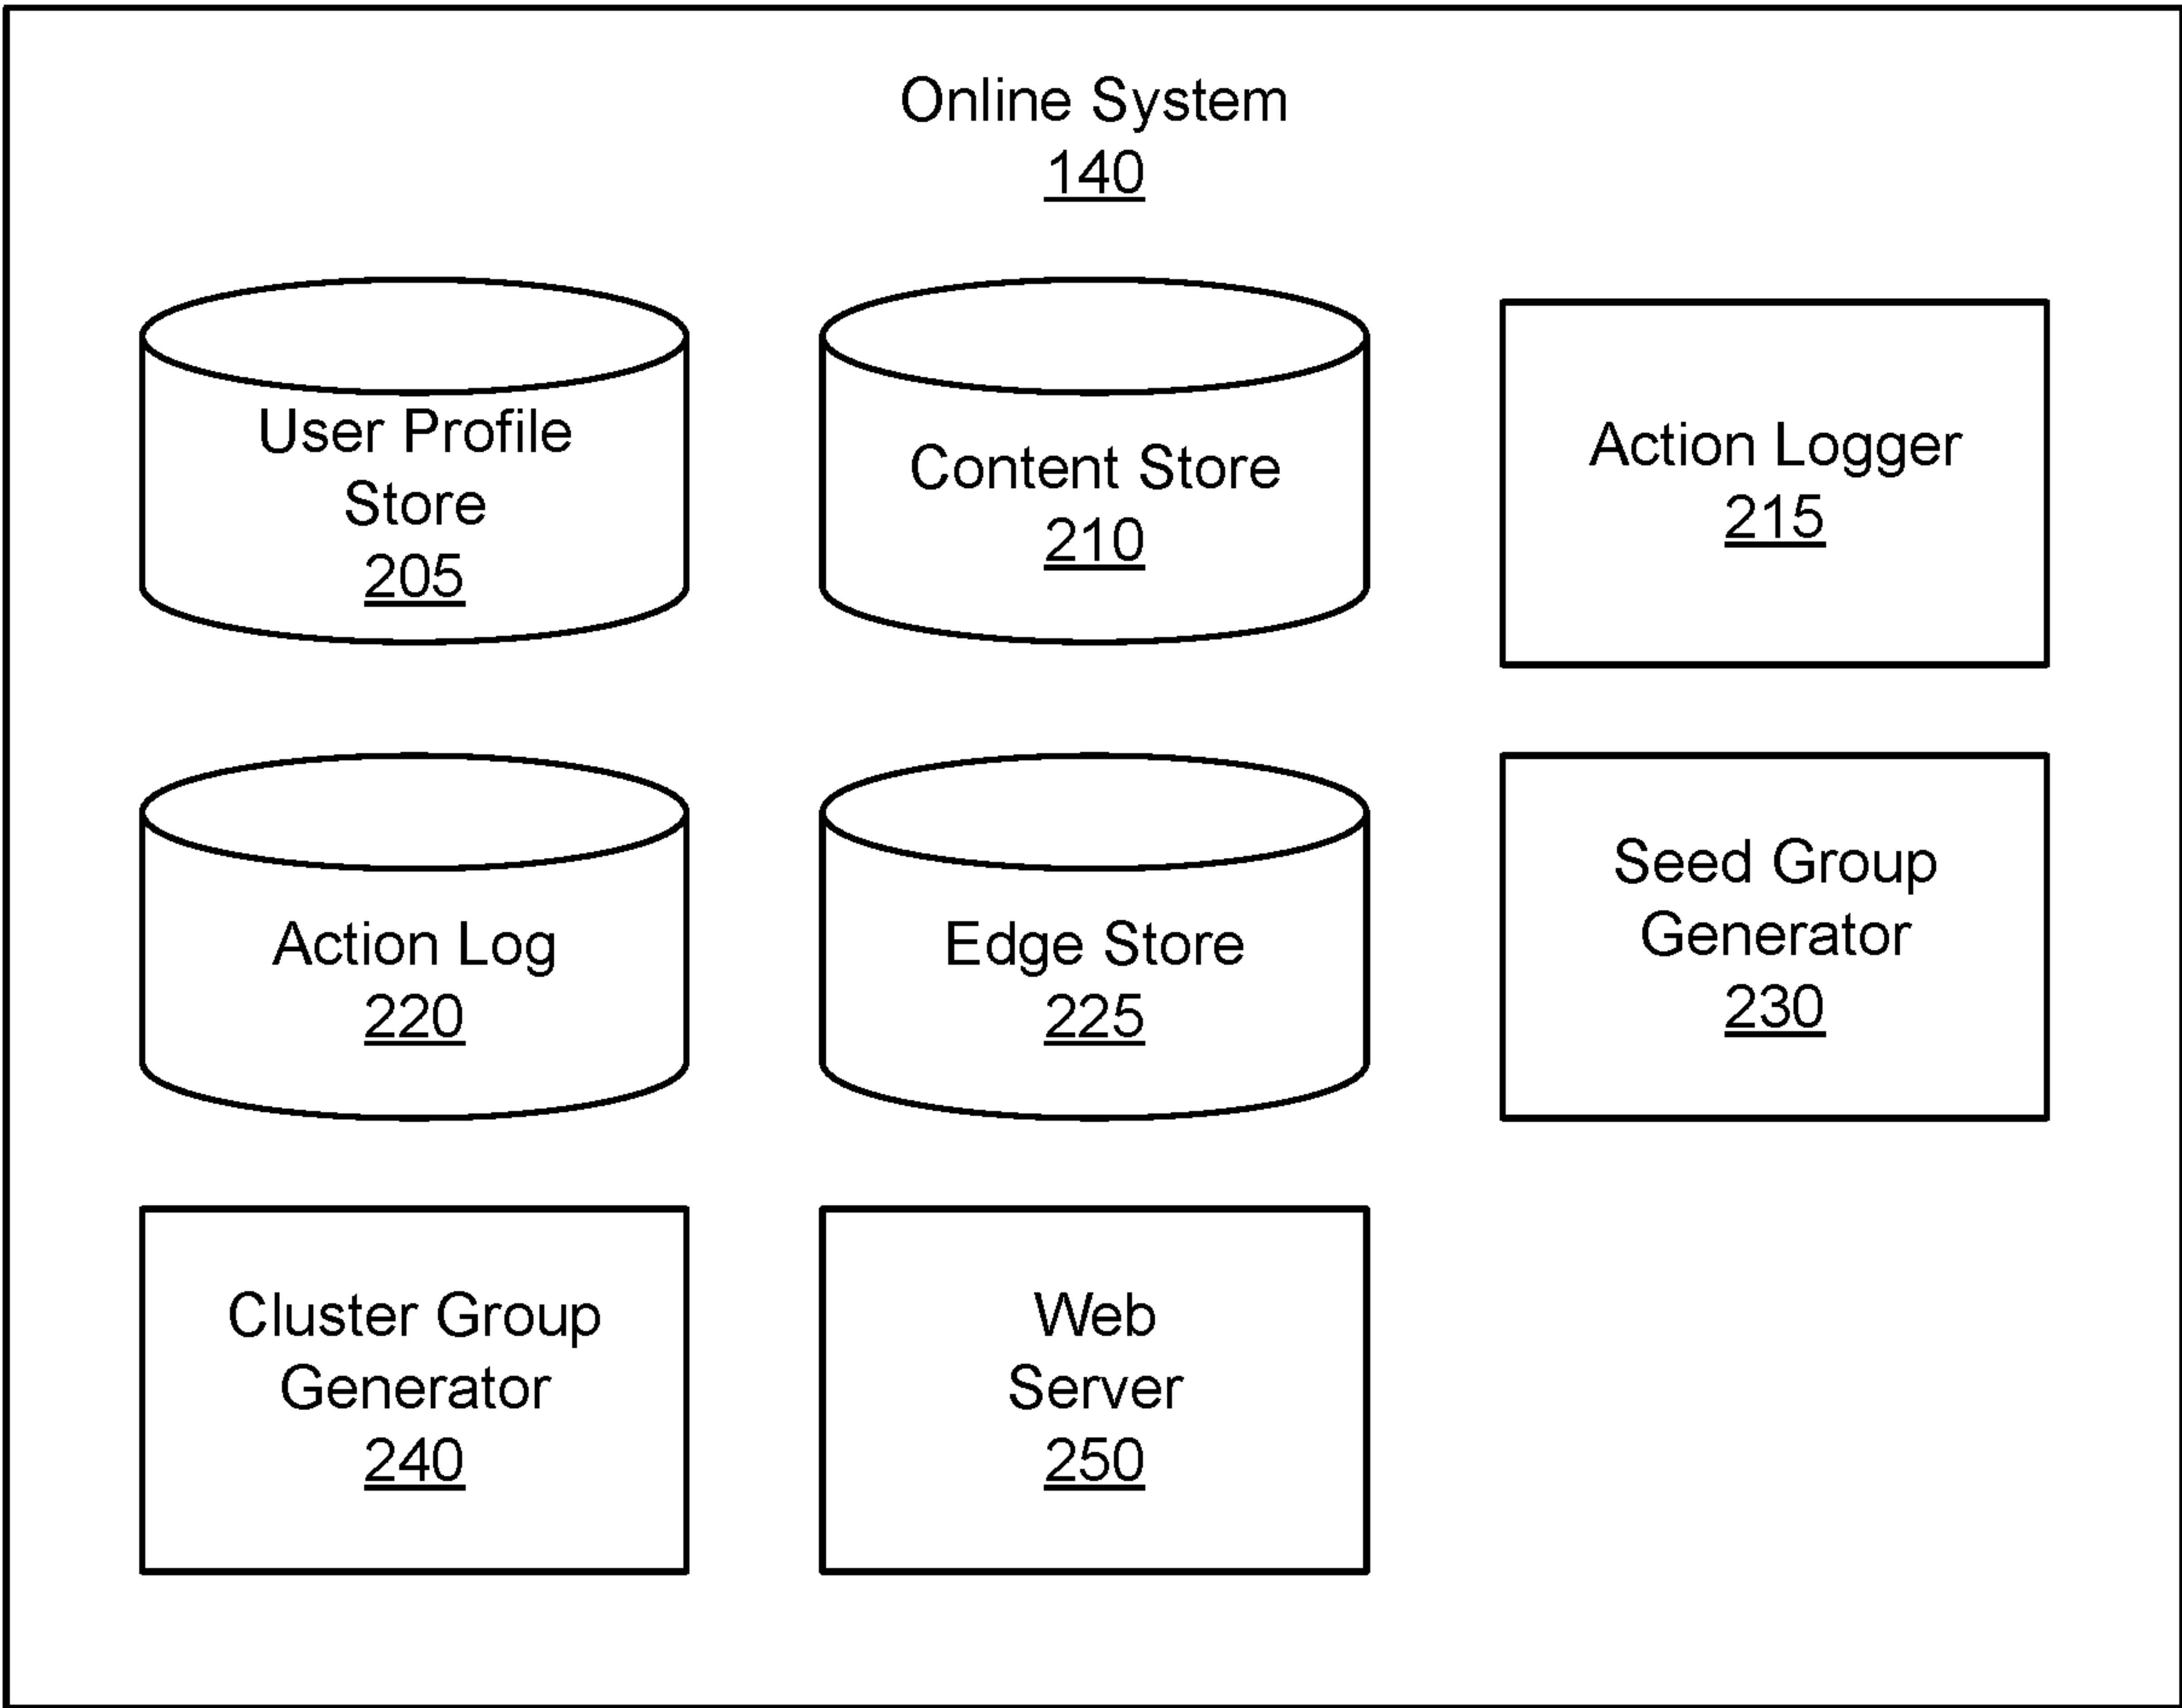 Online System
140
User Profile
Store
205
Content Store
210
Action Logger
215
Action Log
220
Edge Store
225
Seed Group
Generator
230
Cluster Group
Generator
240
Web
Server
250